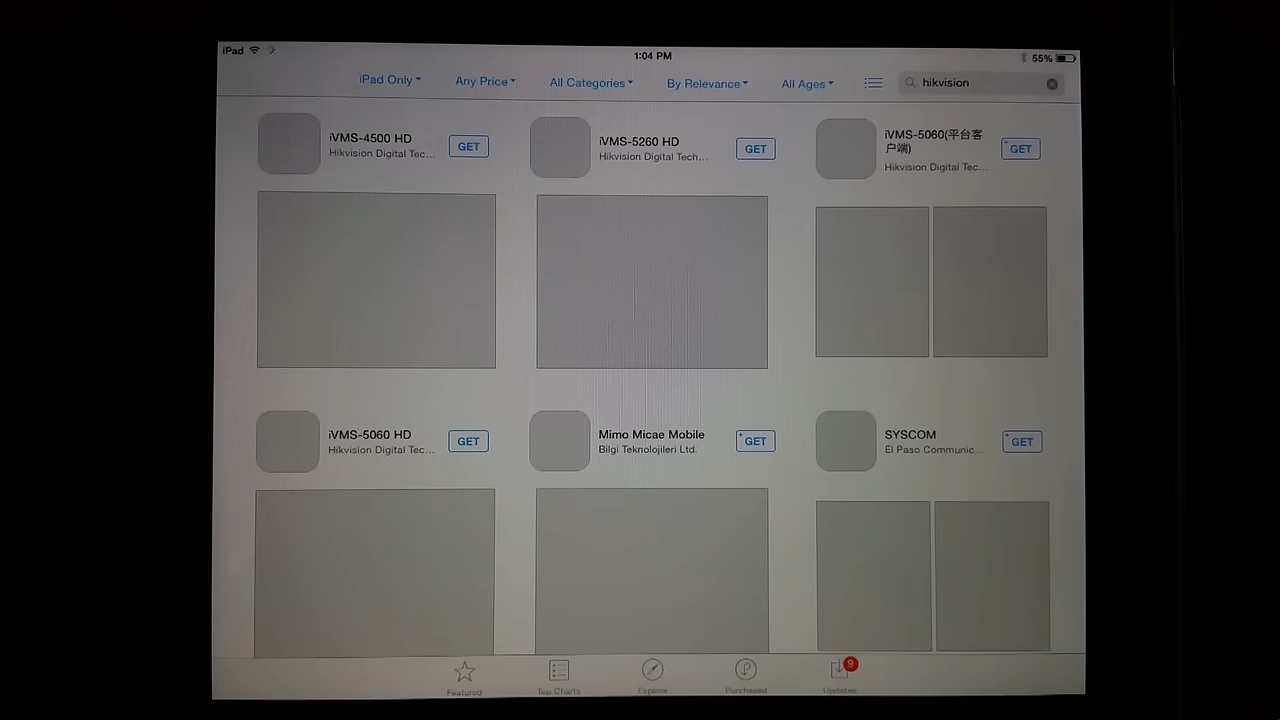 iPad
1:04 PM
55%
iPad Only
Any Price
All Categories
By Relevance
All Ages
hikvision
iVMS-4500 HD
Hikvision Digital Tec...
GET
iVMS-5260 HD
Hikvision Digital Tech...
GET
iVMS-5060(平台客
户端)
Hikvision Digital Tec...
GET
iVMS-5060 HD
Hikvision Digital Tec...
GET
Mimo Micae Mobile
Bilgi Teknolojileri Ltd.
GET
SYSCOM
El Paso Communic...
GET
Featured
Top Charts
Explore
Purchased
Updates
9